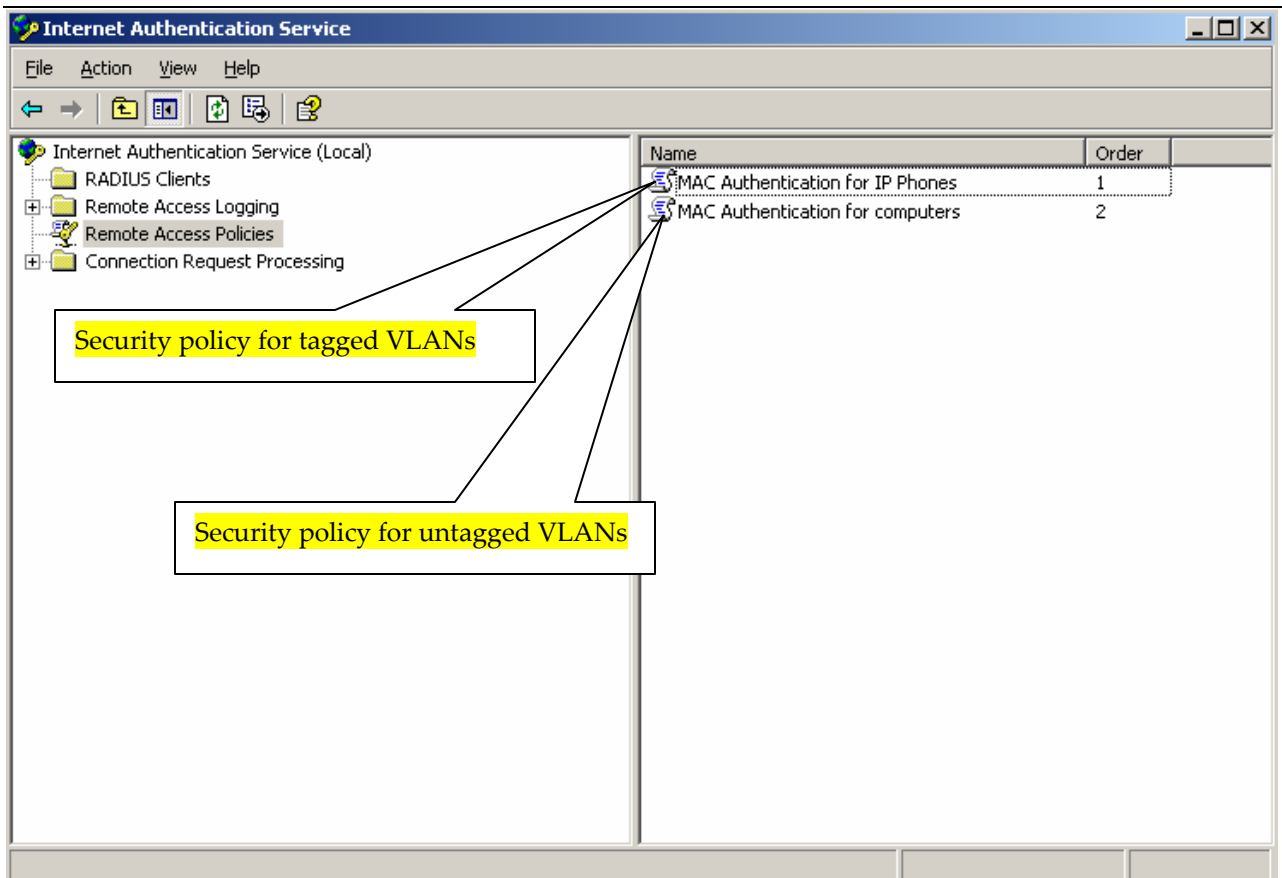 Internet Authentication Service
File Action View Help
Internet Authentication Service (Local)
RADIUS Clients
Remote Access Logging
Remote Access Policies
Connection Request Processing
Name Order
MAC Authentication for IP Phones 1
MAC Authentication for computers 2
Security policy for tagged VLANs
Security policy for untagged VLANs